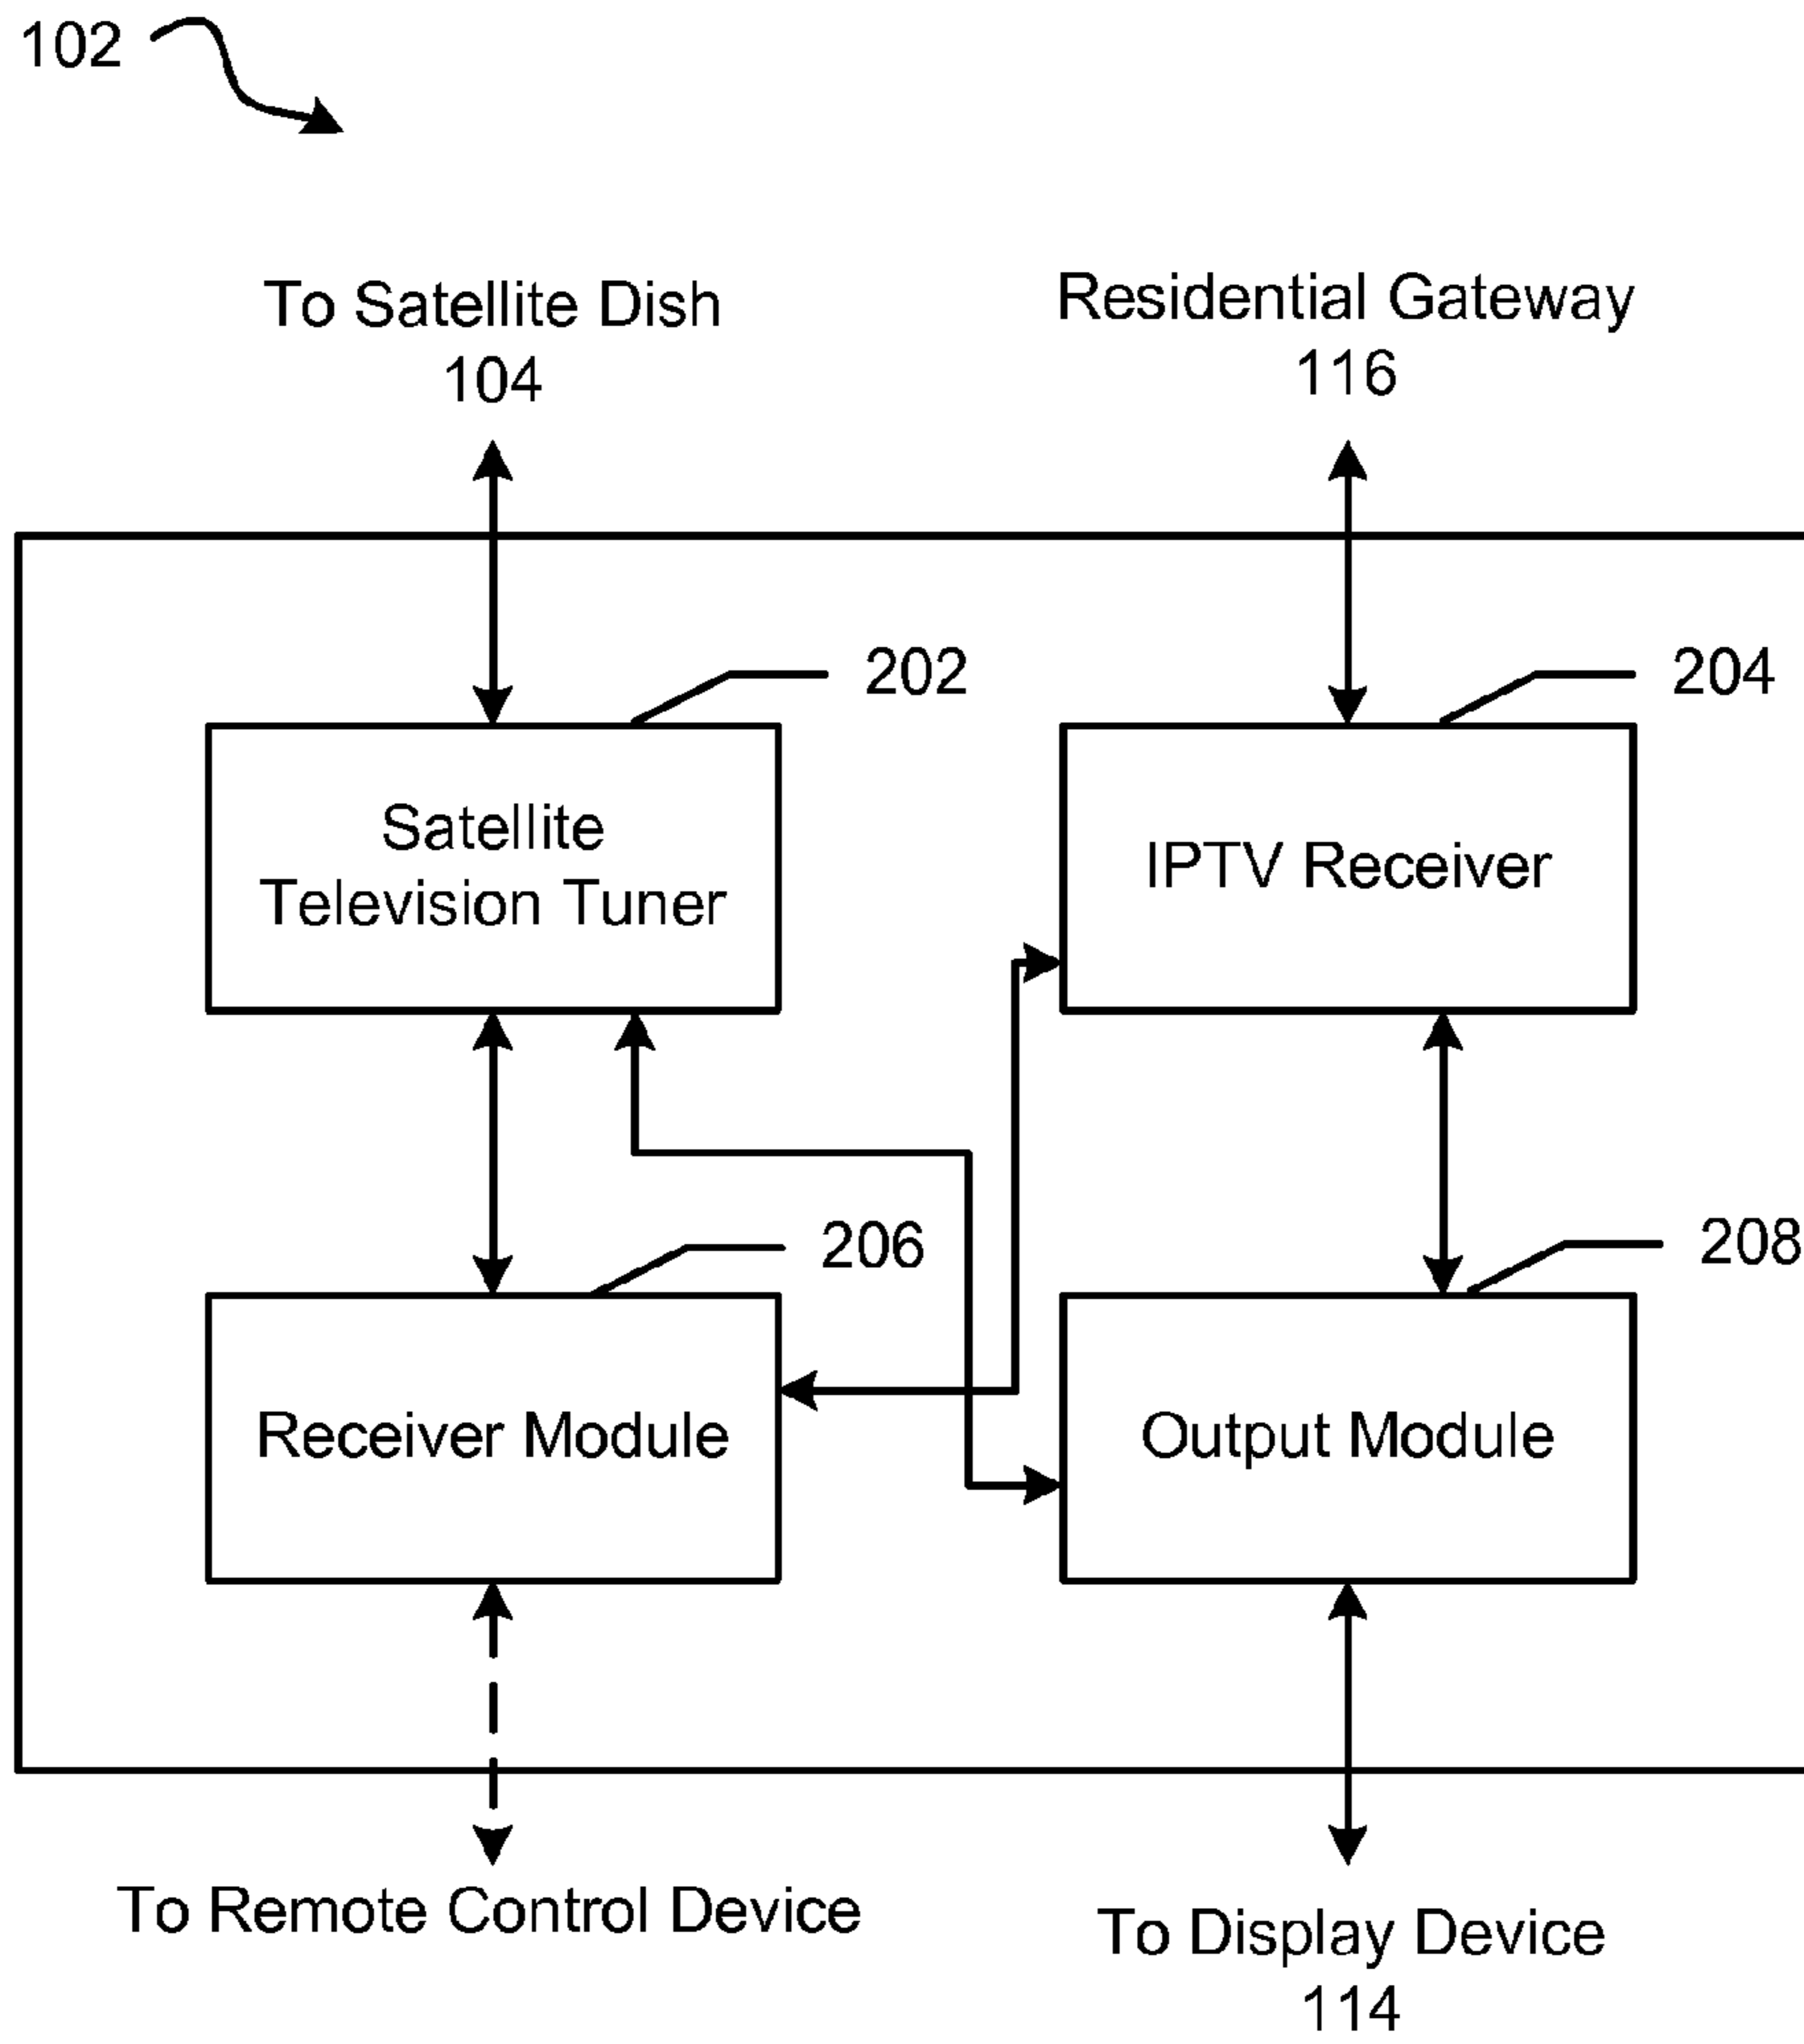 102
To Satellite Dish
104
Residential Gateway
116
202
204
Satellite
Television Tuner
IPTV Receiver
206
208
Receiver Module
Output Module
To Remote Control Device
To Display Device
114